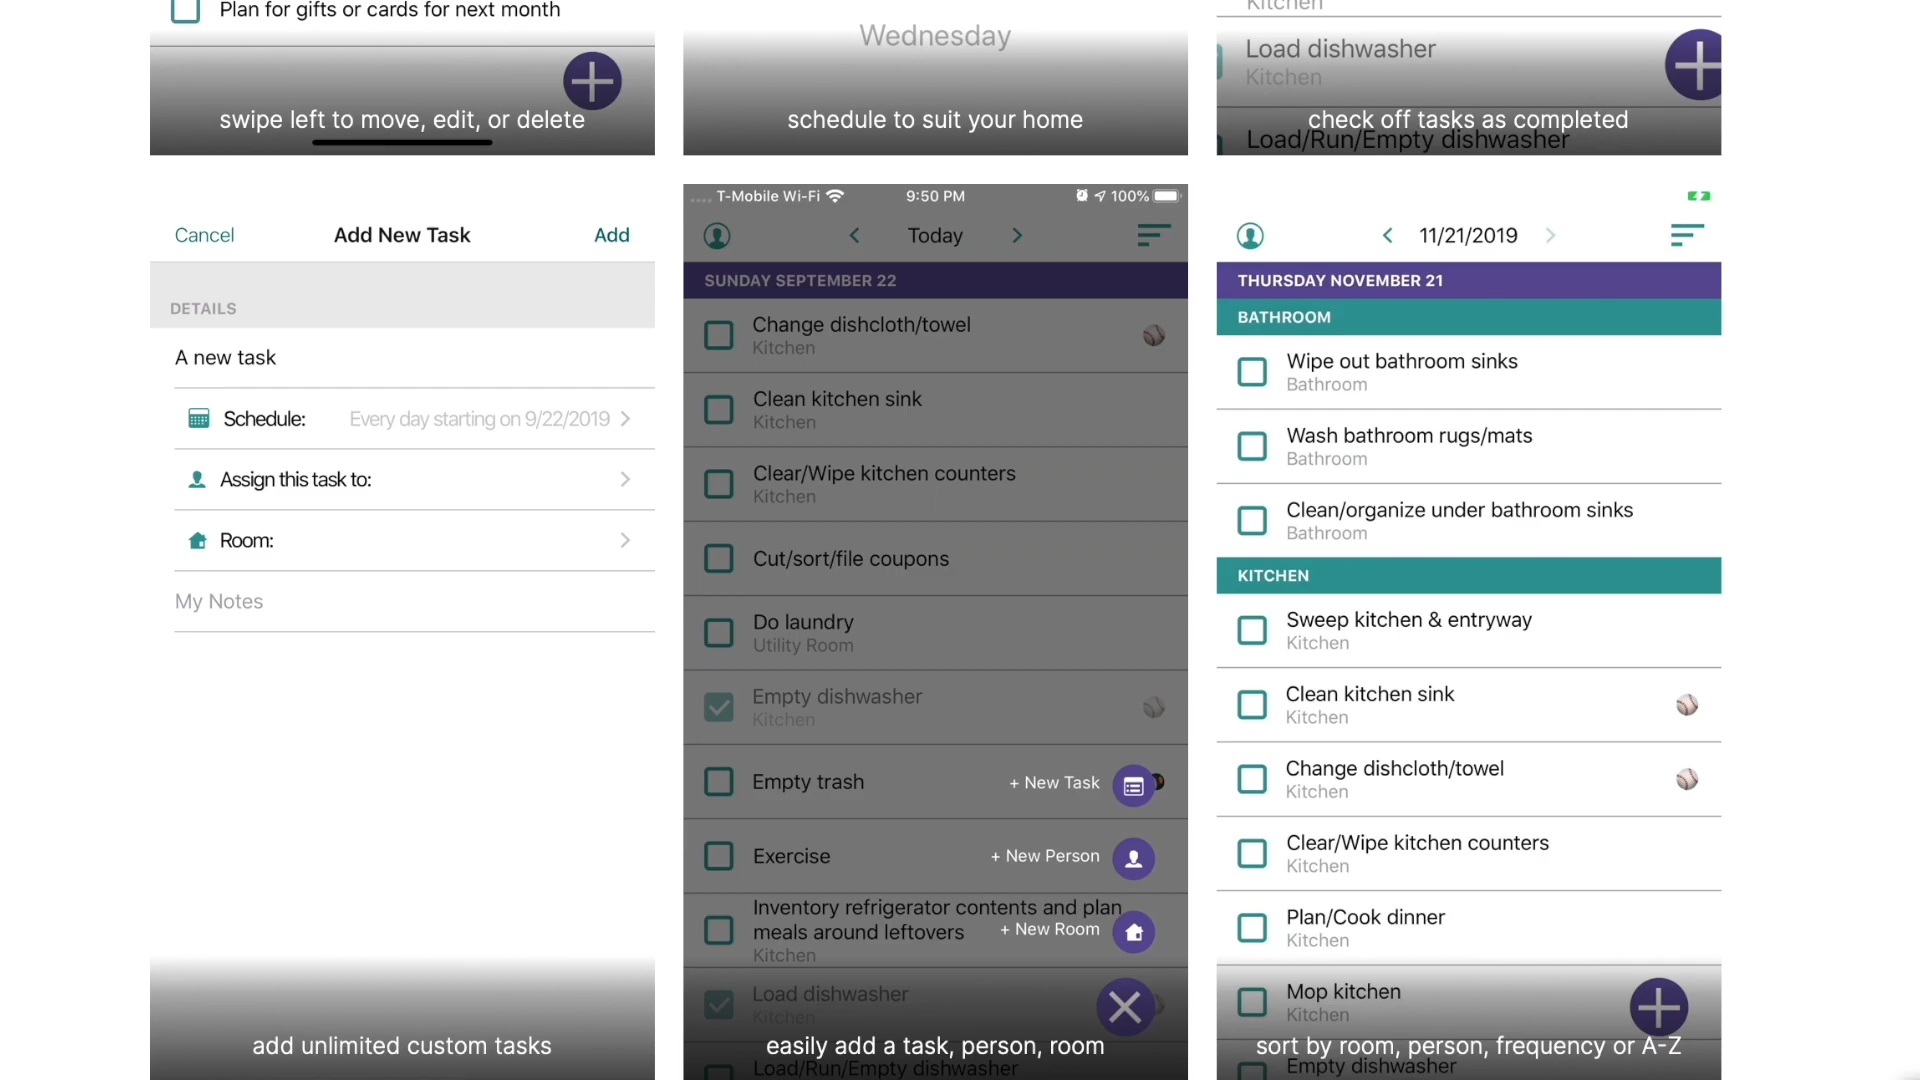 Plan for gifts or cards for next month
swipe left to move, edit, or delete
Wednesday
schedule to suit your home
Kitchen
Load dishwasher
Kitchen
check off tasks as completed
Load/Run/Empty dishwasher
Cancel
Add New Task
Add
DETAILS
A new task
Schedule:
Every day starting on 9/22/2019
Assign this task to:
Room:
My Notes
add unlimited custom tasks
T-Mobile Wi-Fi
9:50 PM
100%
Today
SUNDAY SEPTEMBER 22
Change dishcloth/towel
Kitchen
Clean kitchen sink
Kitchen
Clear/Wipe kitchen counters
Kitchen
Cut/sort/file coupons
Do laundry
Utility Room
Empty dishwasher
Kitchen
Empty trash
+ New Task
Exercise
+ New Person
Inventory refrigerator contents and plan
meals around leftovers
+ New Room
Kitchen
Load dishwasher
Kitchen
easily add a task, person, room
Load/Run/Empty dishwasher
11/21/2019
THURSDAY NOVEMBER 21
BATHROOM
Wipe out bathroom sinks
Bathroom
Wash bathroom rugs/mats
Bathroom
Clean/organize under bathroom sinks
Bathroom
KITCHEN
Sweep kitchen & entryway
Kitchen
Clean kitchen sink
Kitchen
Change dishcloth/towel
Kitchen
Clear/Wipe kitchen counters
Kitchen
Plan/Cook dinner
Kitchen
Mop kitchen
Kitchen
sort by room, person, frequency or A-Z
Empty dishwasher